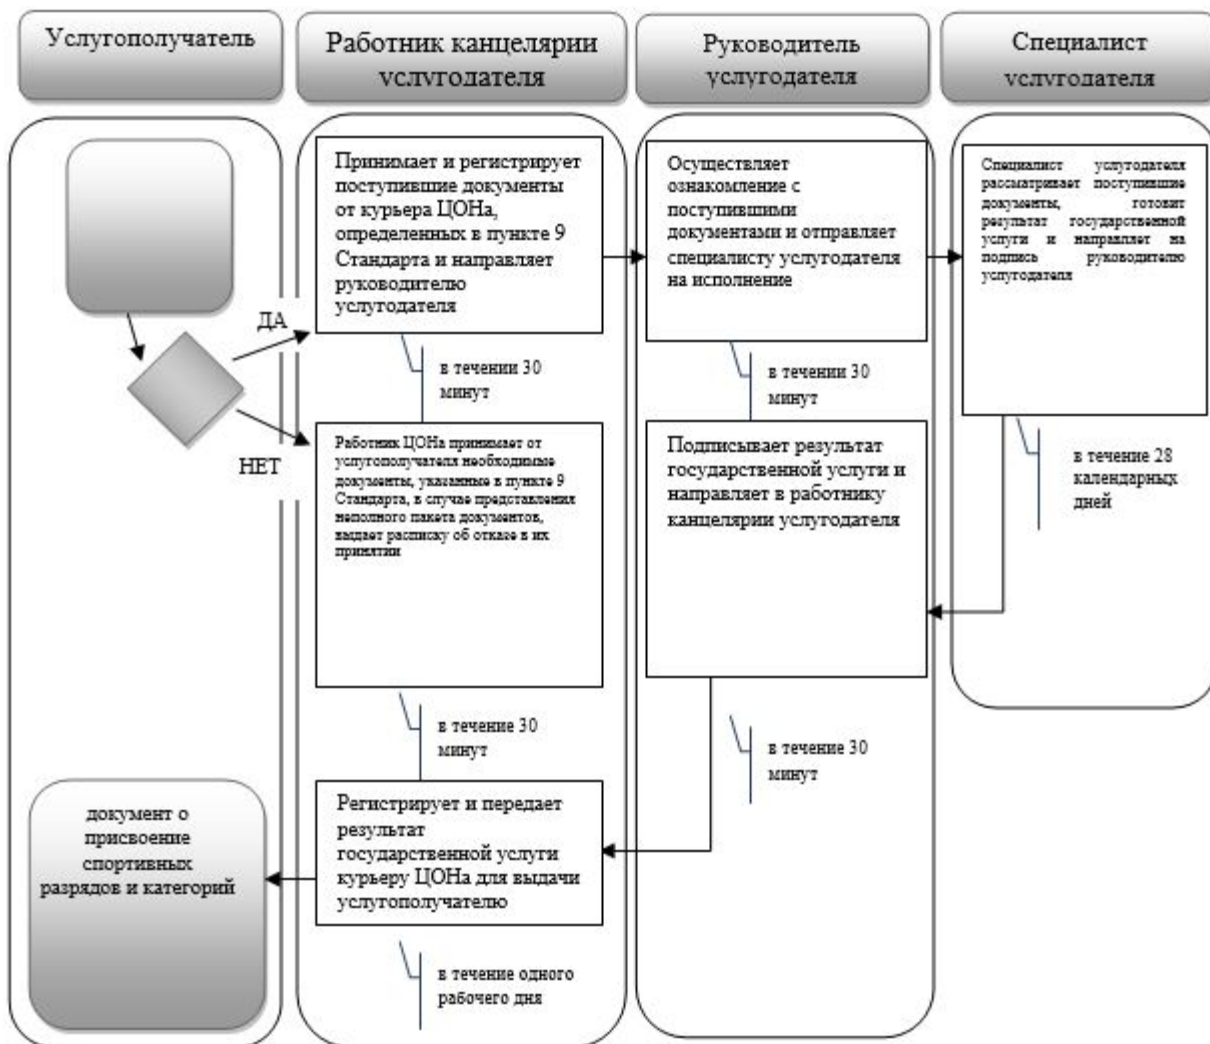 Услугополучатель
Работник канцелярии
услугодателя
Руководитель
услугодателя
Специалист
услугодателя
Принимает и регистрирует
поступившие документы
от курьера ЦОНа,
определенных в пункте 9
Стандарта и направляет
руководителю
услугодателя
Осуществляет
ознакомление с
поступившими
документами и отправляет
специалисту услугодателя
на исполнение
Специалист услугодателя
рассматривает поступившие
документы, готовит
результат государственной
услуги и направляет на
подпись руководителю
услугодателя
ДА
НЕТ
в течении 30
минут
в течении 30
минут
в течение 28
календарных
дней
Работник ЦОНа принимает от
услугополучателя необходимые
документы, указанные в пункте 9
Стандарта, в случае представления
неполного пакета документов,
выдает расписку об отказе в их
принятии
Подписывает результат
государственной услуги и
направляет в работнику
канцелярии услугодателя
в течение 30
минут
в течение 30
минут
документ о
присвоение
спортивных
разрядов и категорий
Регистрирует и передает
результат
государственной услуги
курьеру ЦОНа для выдачи
услугополучателю
в течение одного
рабочего дня